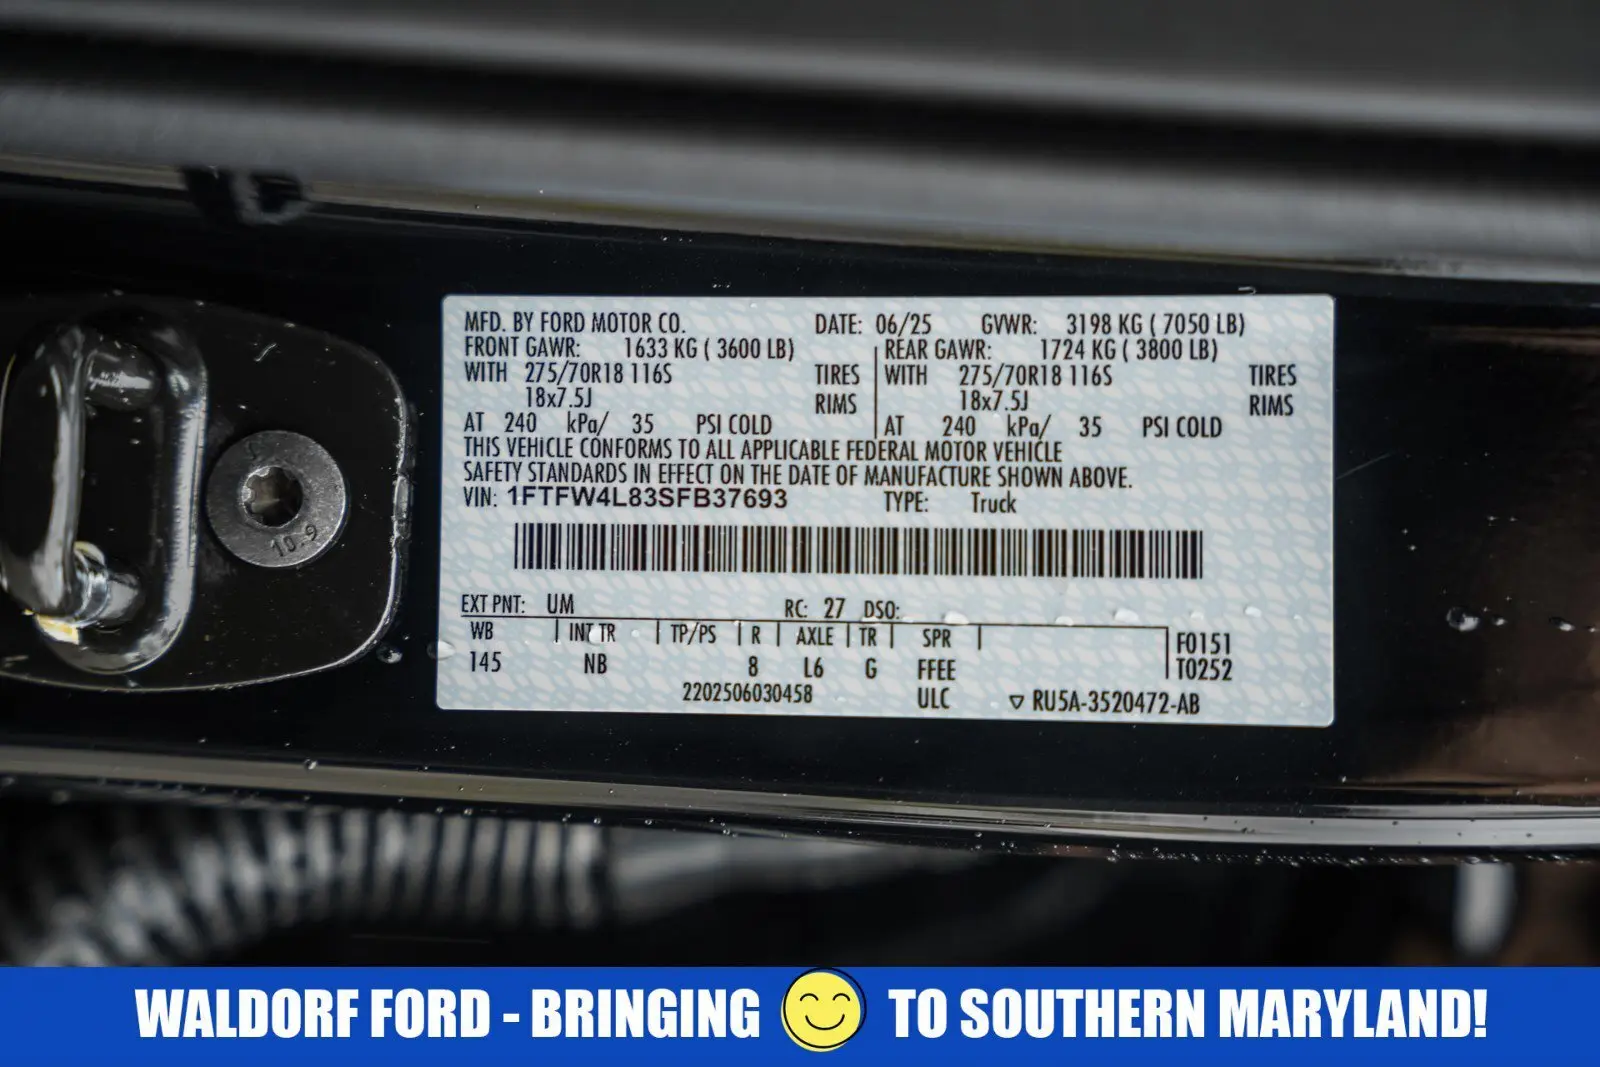 MFD. BY FORD MOTOR CO. DATE: 06/25 GVWR: 3198 KG ( 7050 LB)
FRONT GAWR: 1633 KG ( 3600 LB) REAR GAWR: 1724 KG ( 3800 LB)
WITH 275/70R18 116S TIRES WITH 275/70R18 116S TIRES
18x7.5J RIMS 18x7.5J RIMS
AT 240 kPa/ 35 PSI COLD AT 240 kPa/ 35 PSI COLD
THIS VEHICLE CONFORMS TO ALL APPLICABLE FEDERAL MOTOR VEHICLE
SAFETY STANDARDS IN EFFECT ON THE DATE OF MANUFACTURE SHOWN ABOVE.
VIN: 1FTFW4L83SFB37693 TYPE: Truck
EXT PNT: UM RC: 27 DSO:
WB INT TR TP/PS R AXLE TR SPR F0151
145 NB 8 L6 G FFEE T0252
2202506030458 ULC ▽ RU5A-3520472-AB
10.9
WALDORF FORD - BRINGING TO SOUTHERN MARYLAND!